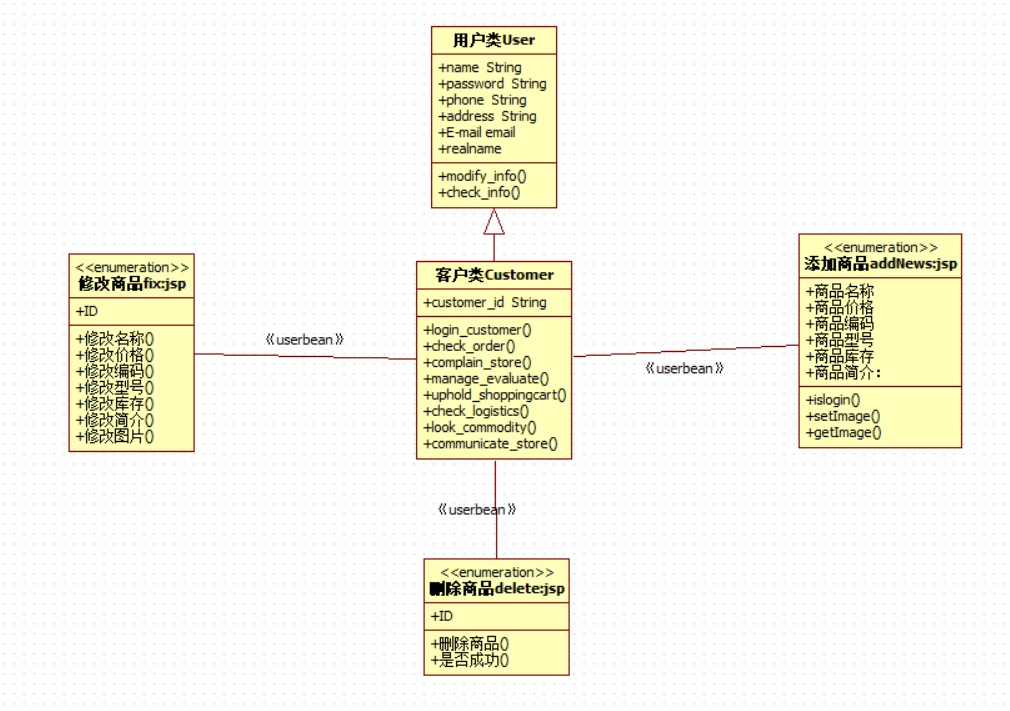 用户类User
+name String
+password String
+phone String
+address String
+E-mail email
+realname
+modify_info()
+check_info()
<<enumeration>>
修改商品fix:jsp
+ID
+修改名称()
+修改价格()
+修改编码()
+修改型号()
+修改库存()
+修改简介()
+修改图片()
《userbean》
客户类Customer
+customer_id String
+login_customer()
+check_order()
+complain_store()
+manage_evaluate()
+uphold_shoppingcart()
+check_logistics()
+look_commodity()
+communicate_store()
《userbean》
<<enumeration>>
添加商品addNews:jsp
+商品名称
+商品价格
+商品编码
+商品型号
+商品库存
+商品简介:
+islogin()
+setImage()
+getImage()
《userbean》
<<enumeration>>
删除商品delete:jsp
+ID
+删除商品()
+是否成功()